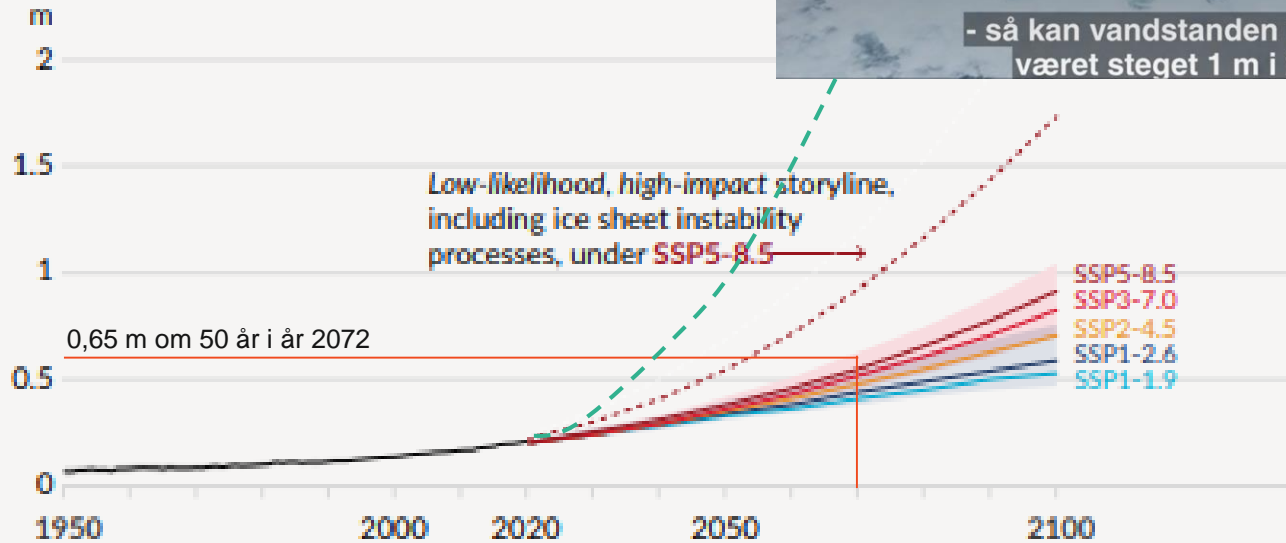 m
- så kan vandstanden
været steget 1 m i
2
1.5
Low-likelihood, high-impact storyline,
including ice sheet instability
processes, under SSP5-8.5
1
SSP5-8.5
SSP3-7.0
0,65 m om 50 år i år 2072
SSP2-4.5
SSP1-2.6
0.5
SSP1-1.9
0
1950
2000
2020
2050
2100